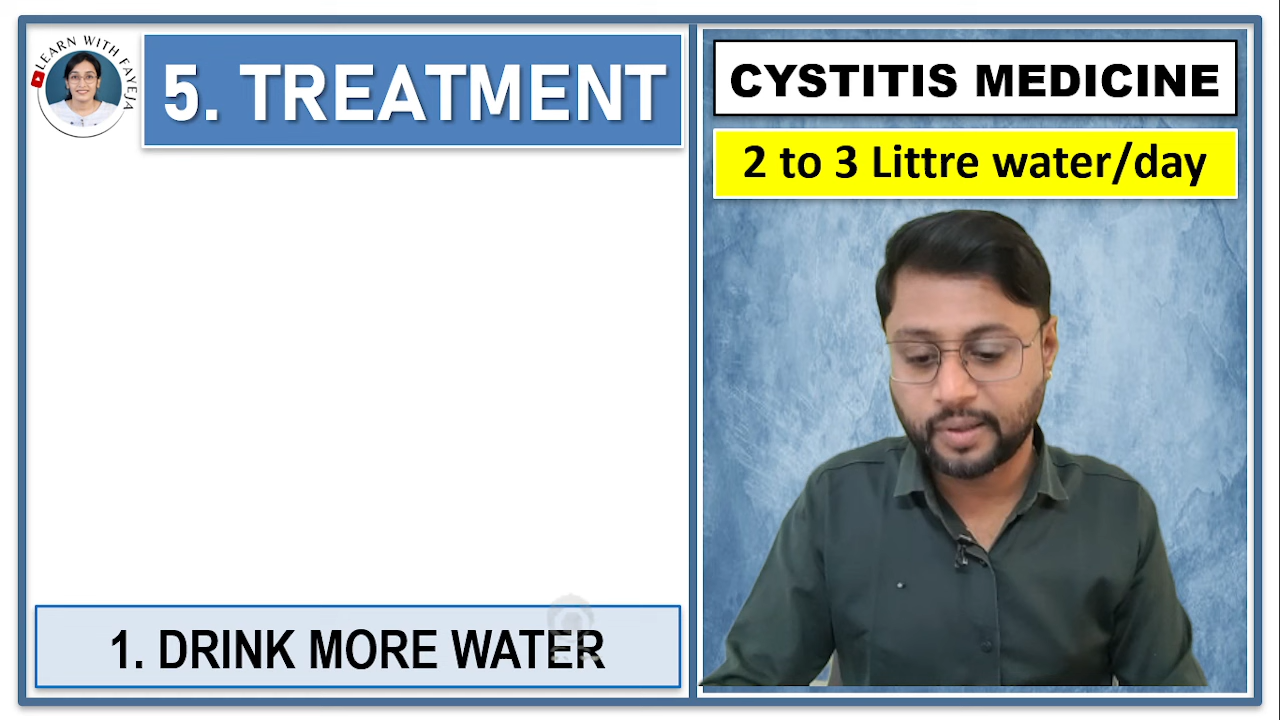 LEARN WITH FAYEJA
5. TREATMENT
1. DRINK MORE WATER
CYSTITIS MEDICINE
2 to 3 Littre water/day